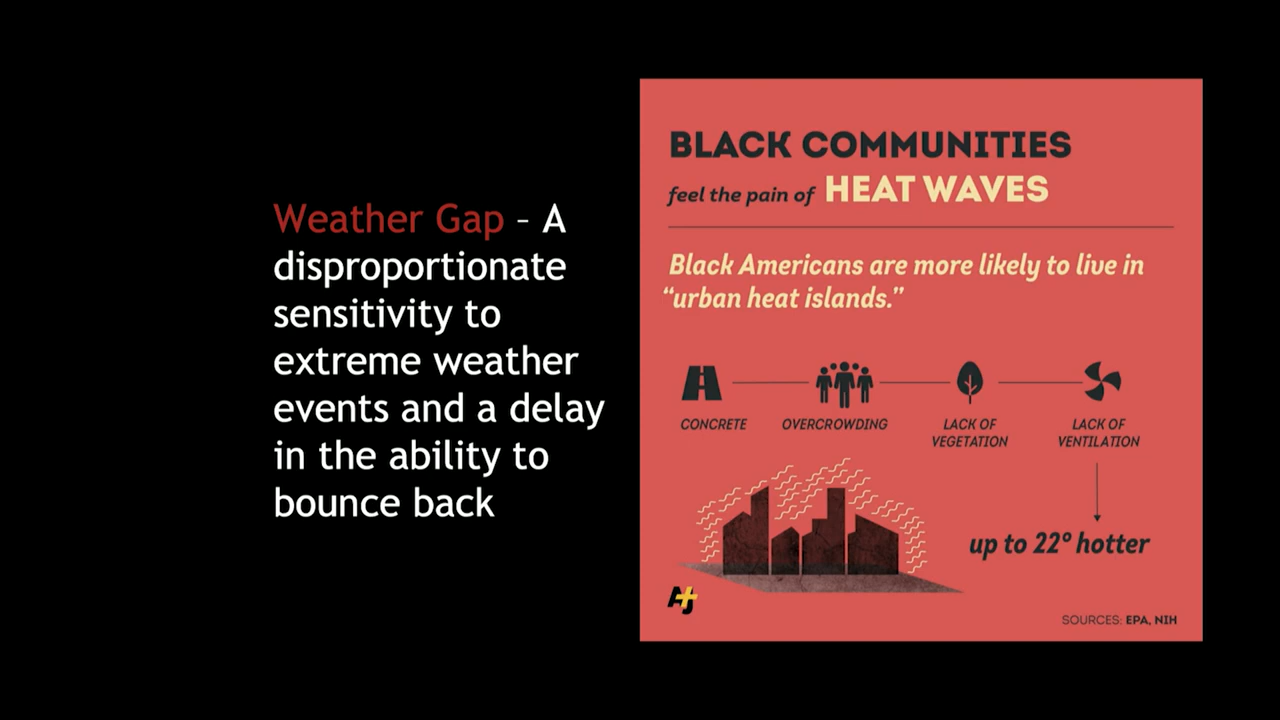 Weather Gap – A
disproportionate
sensitivity to
extreme weather
events and a delay
in the ability to
bounce back
BLACK COMMUNITIES
feel the pain of HEAT WAVES
Black Americans are more likely to live in
“urban heat islands.”
CONCRETE
OVERCROWDING
LACK OF
VEGETATION
LACK OF
VENTILATION
up to 22° hotter
AJ+
SOURCES: EPA, NIH